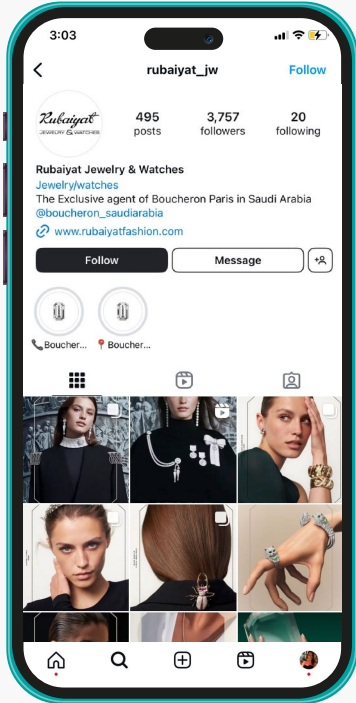 3:03
rubaiyat_jw
Follow
Rubaiyat
JEWELRY & WATCHES
495
3,757
20
posts
followers
following
Rubaiyat Jewelry & Watches
Jewelry/watches
The Exclusive agent of Boucheron Paris in Saudi Arabia
@boucheron_saudiarabia
www.rubaiyatfashion.com
Follow
Message
Boucher...
Boucher...